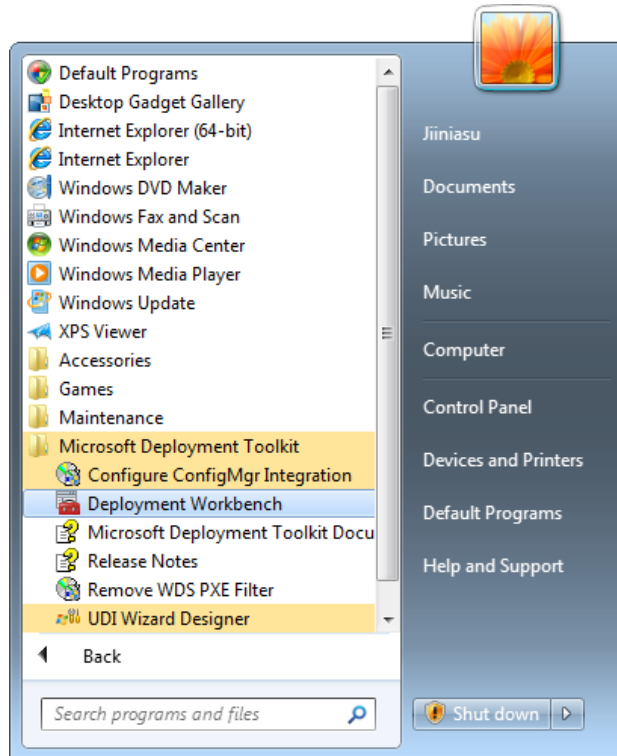 Default Programs
Desktop Gadget Gallery
Internet Explorer (64-bit)
Internet Explorer
Windows DVD Maker
Windows Fax and Scan
Windows Media Center
Windows Media Player
Windows Update
XPS Viewer
Accessories
Games
Maintenance
Microsoft Deployment Toolkit
Configure ConfigMgr Integration
Deployment Workbench
Microsoft Deployment Toolkit Docu
Release Notes
Remove WDS PXE Filter
UDI Wizard Designer
Back
Search programs and files
Jiiniasu
Documents
Pictures
Music
Computer
Control Panel
Devices and Printers
Default Programs
Help and Support
Shut down